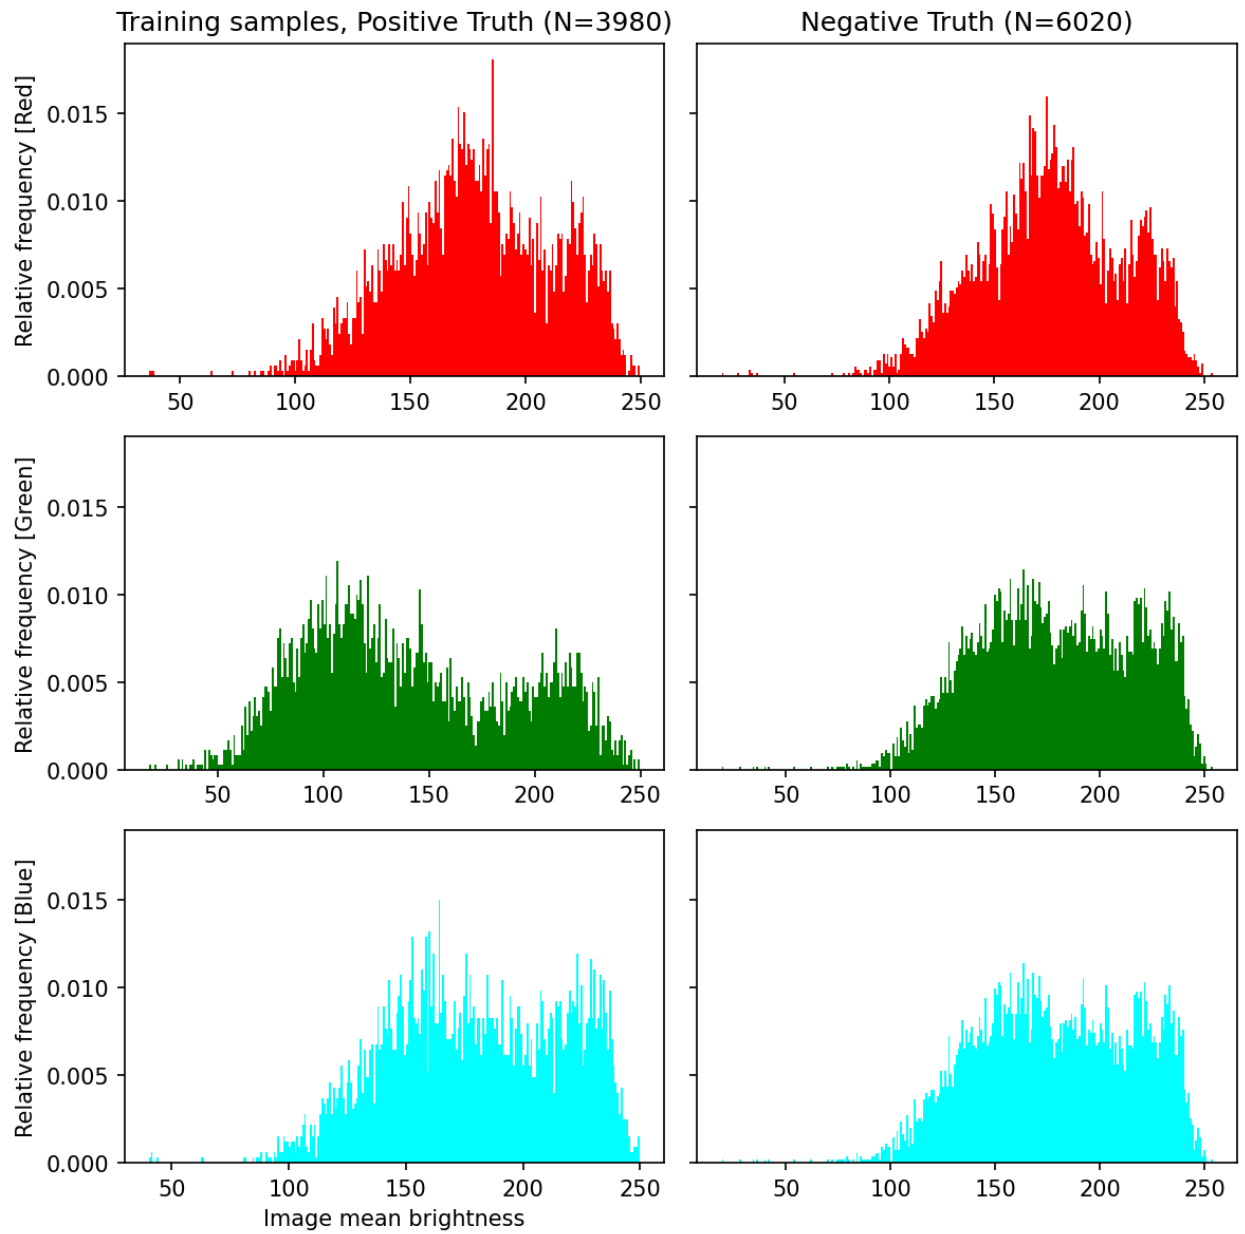 Training samples, Positive Truth (N=3980)
Negative Truth (N=6020)
Relative frequency [Red]
0.015
0.010
0.005
0.000
50 100 150 200 250
50 100 150 200 250
Relative frequency [Green]
0.015
0.010
0.005
0.000
50 100 150 200 250
50 100 150 200 250
Relative frequency [Blue]
0.015
0.010
0.005
0.000
50 100 150 200 250
50 100 150 200 250
Image mean brightness